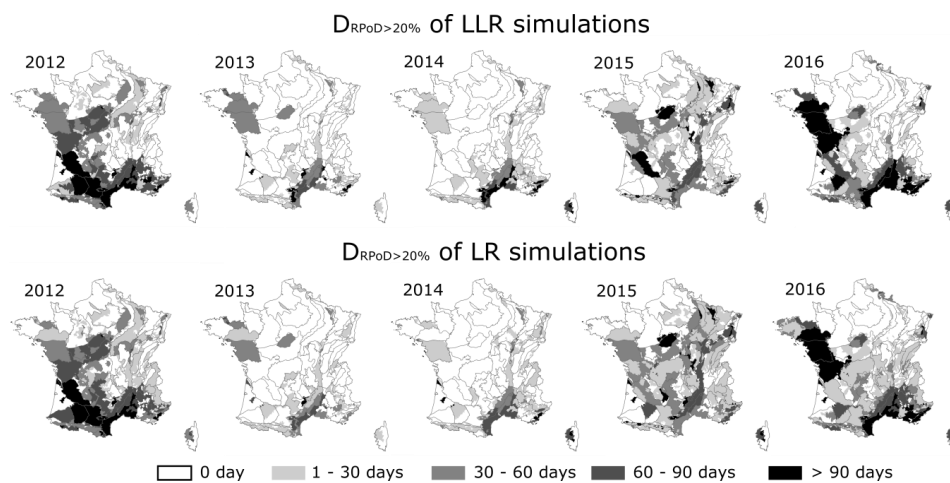 DRPoD>20% of LLR simulations
2012 2013 2014 2015 2016
DRPoD>20% of LR simulations
2012 2013 2014 2015 2016
0 day 1 - 30 days 30 - 60 days 60 - 90 days > 90 days